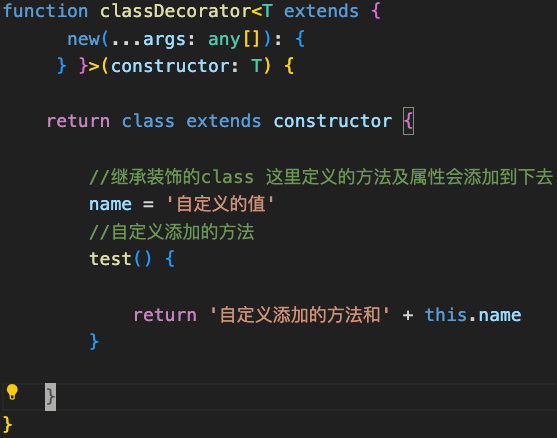 function classDecorator<T extends {
new(...args: any[]): {
} }>(constructor: T) {
return class extends constructor {
//继承装饰的class 这里定义的方法及属性会添加到下去
name = '自定义的值'
//自定义添加的方法
test() {
return '自定义添加的方法和' + this.name
}
}
}